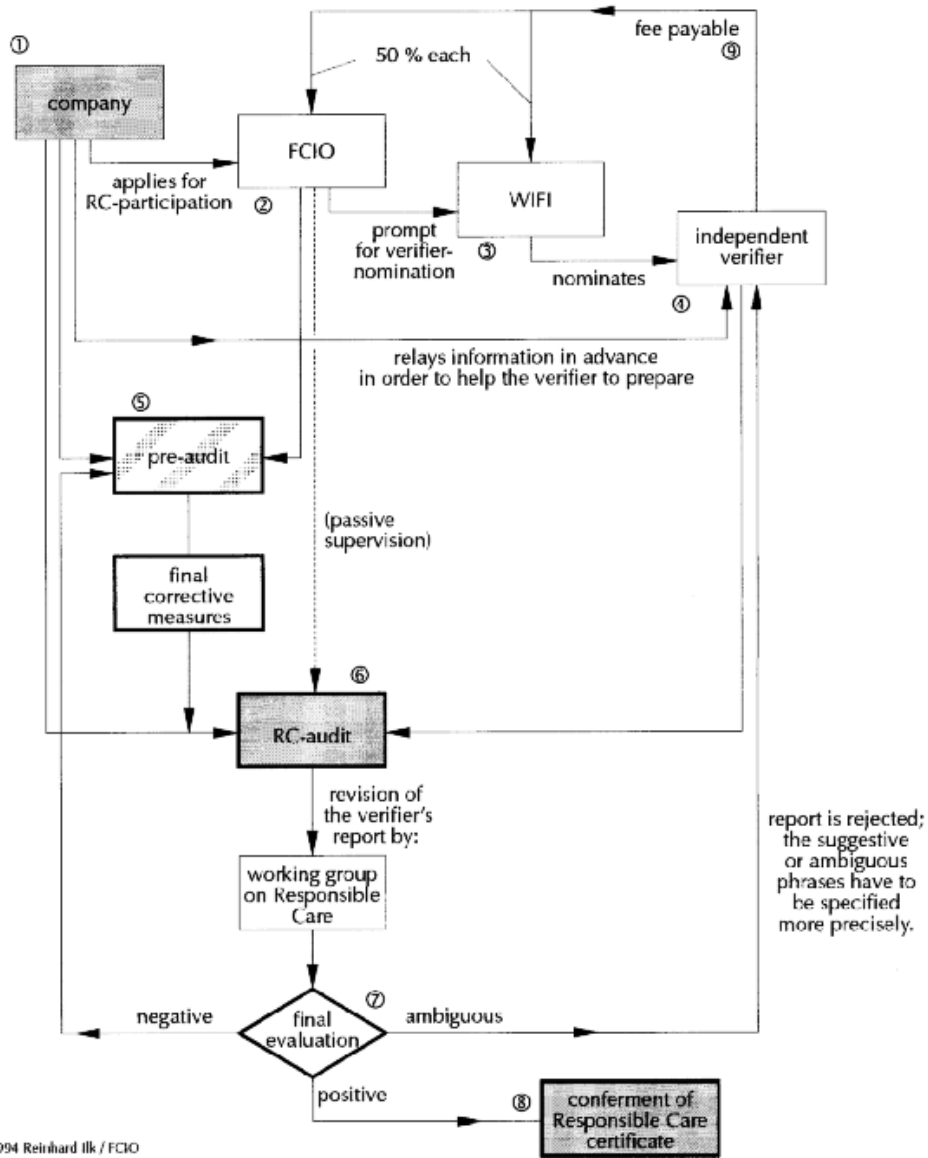 ①
company
fee payable
⑨
50 % each
FCIO
applies for
RC-participation
②
WIFI
prompt
for verifier-
nomination
③
nominates
independent
verifier
④
relays information in advance
in order to help the verifier to prepare
⑤
pre-audit
(passive
supervision)
final
corrective
measures
⑥
RC-audit
revision of
the verifier's
report by:
working group
on Responsible
Care
report is rejected;
the suggestive
or ambiguous
phrases have to
be specified
more precisely.
⑦
negative
final
evaluation
ambiguous
positive
⑧
conferment of
Responsible Care
certificate
994 Reinhard Ilk / FCIO